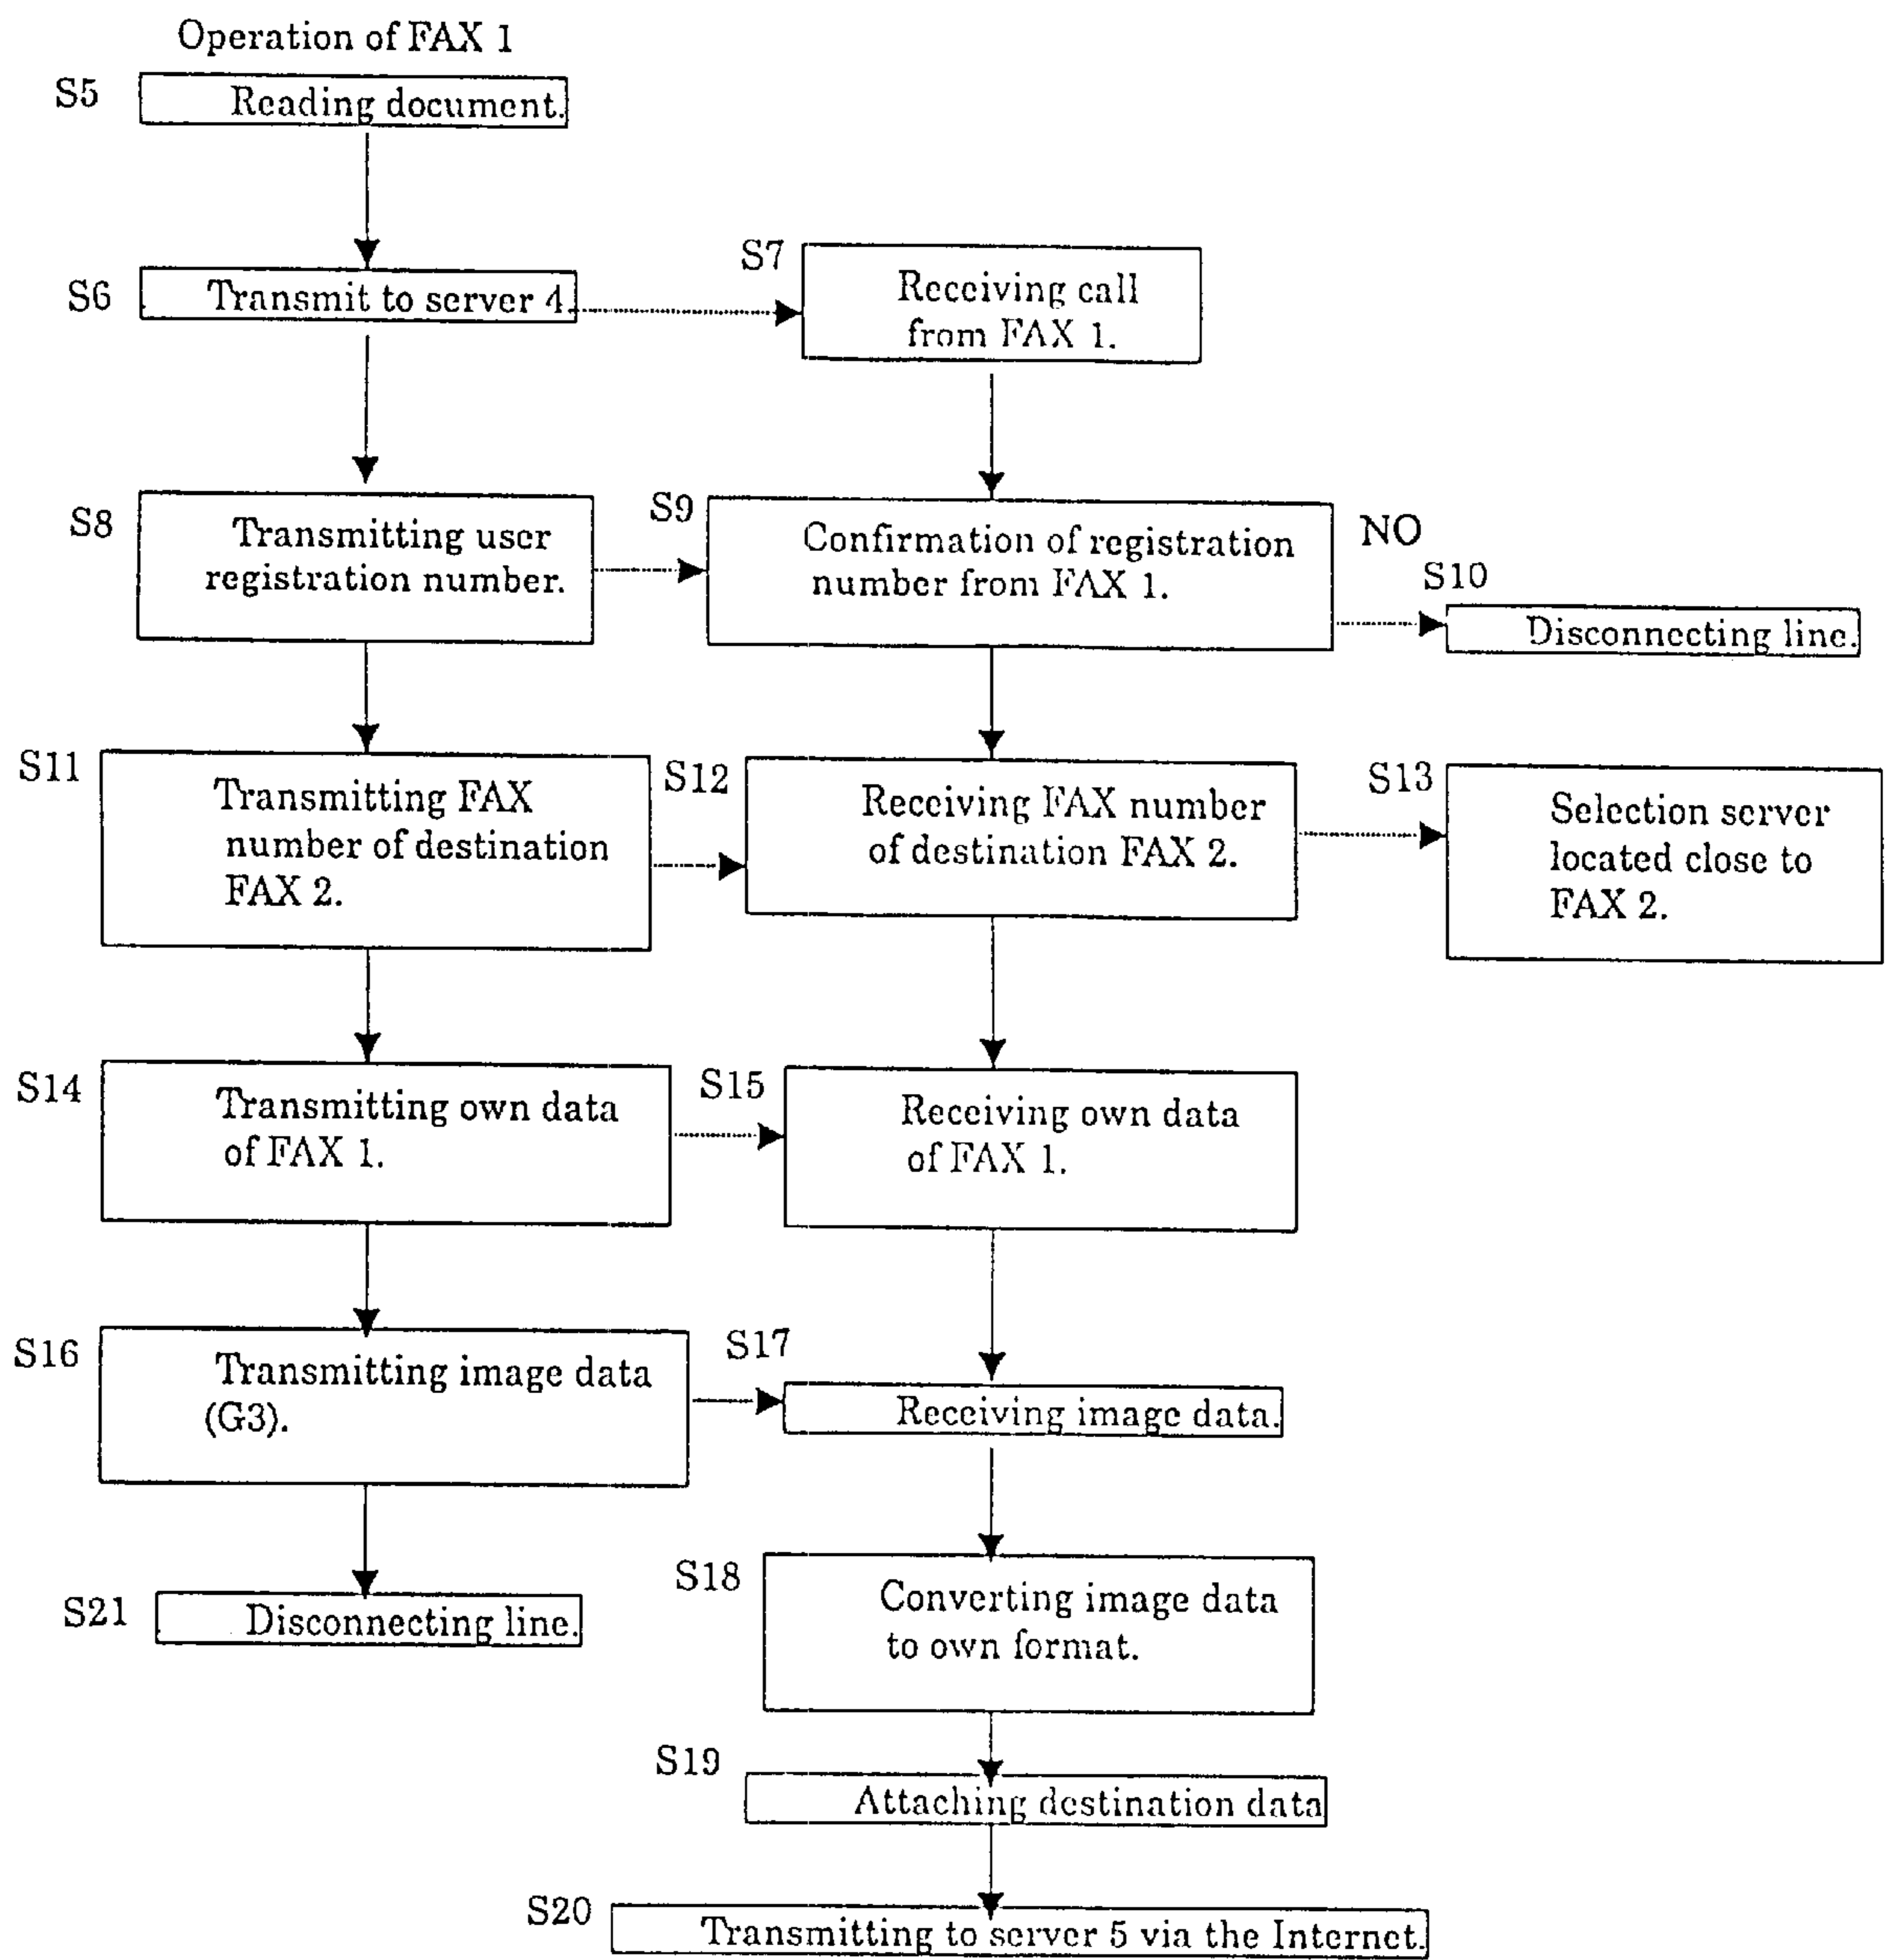 Operation of FAX 1
S5
Reading document.
S6
Transmit to server 4.
S7
Receiving call
from FAX 1.
S8
Transmitting user
registration number.
S9
Confirmation of registration
number from FAX 1.
NO
S10
Disconnecting line.
S11
Transmitting FAX
number of destination
FAX 2.
S12
Receiving FAX number
of destination FAX 2.
S13
Selection server
located close to
FAX 2.
S14
Transmitting own data
of FAX 1.
S15
Receiving own data
of FAX 1.
S16
Transmitting image data
(G3).
S17
Receiving image data.
S18
Converting image data
to own format.
S21
Disconnecting line.
S19
Attaching destination data
S20
Transmitting to server 5 via the Internet.